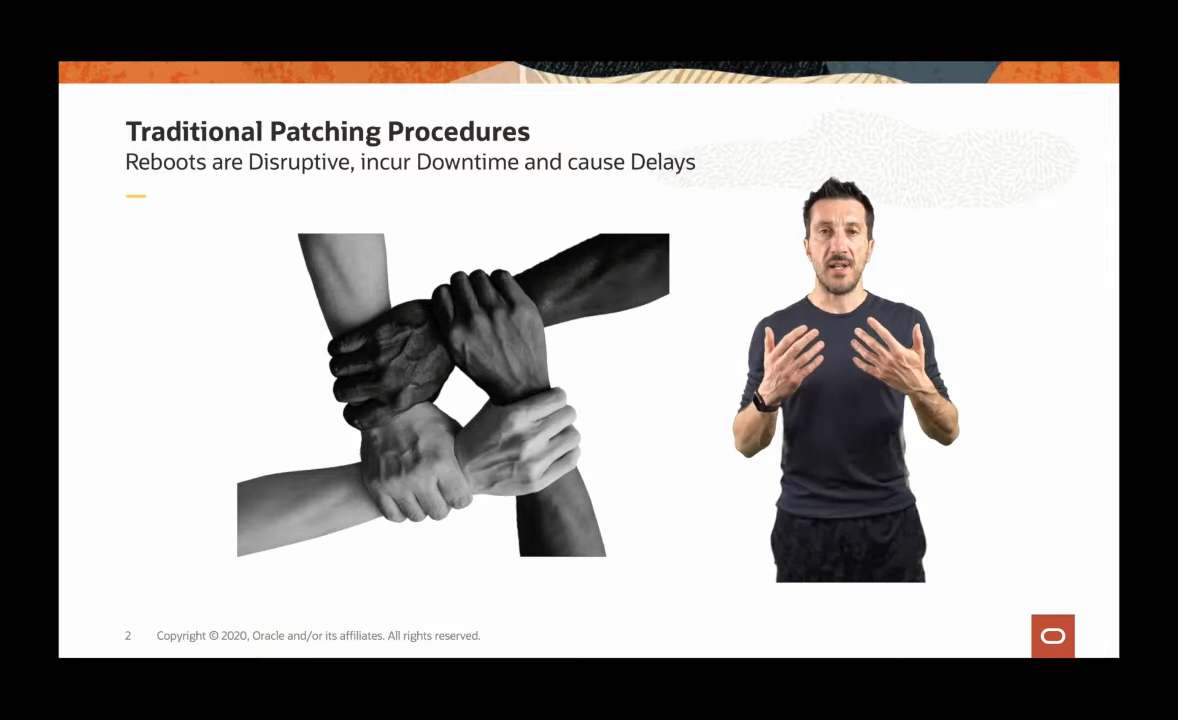 Traditional Patching Procedures
Reboots are Disruptive, incur Downtime and cause Delays
2 Copyright © 2020, Oracle and/or its affiliates. All rights reserved.